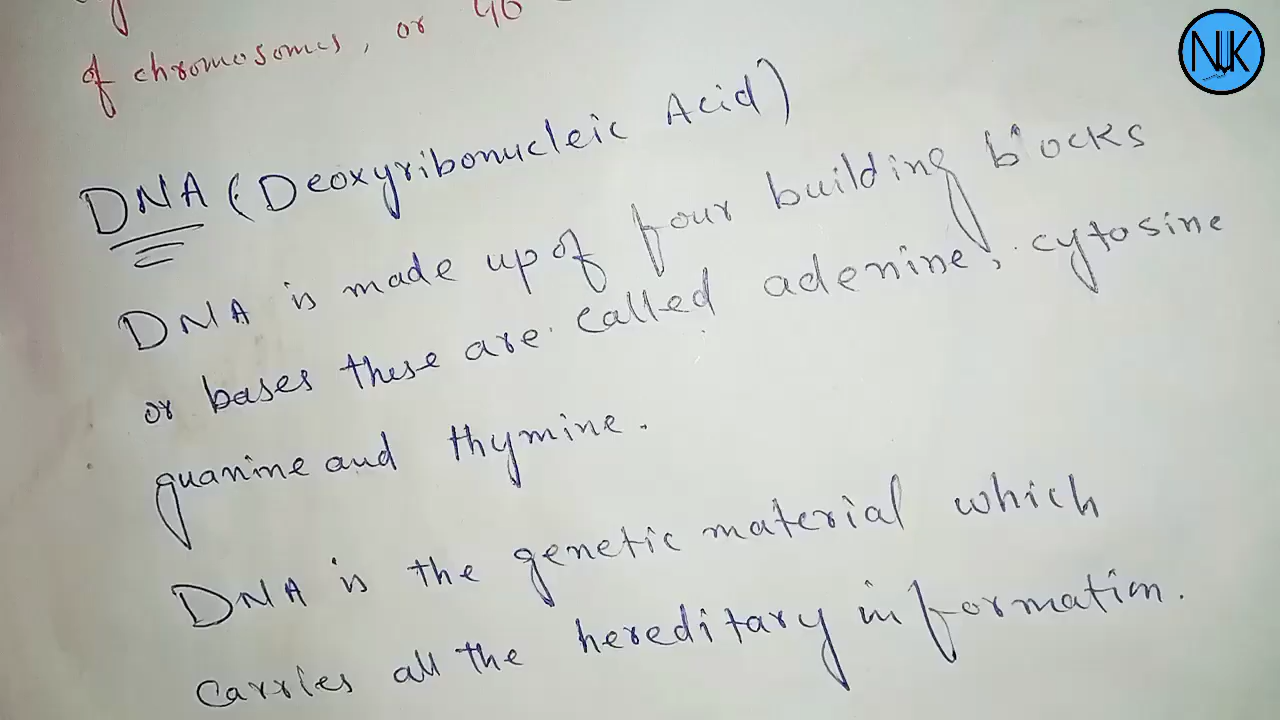 of chromosomes, or 46
NJK
DNA (Deoxyribonucleic Acid)
DNA is made up of four building blocks
or bases these are called adenine, cytosine
guanine and thymine.
DNA is the genetic material which
carries all the hereditary information.